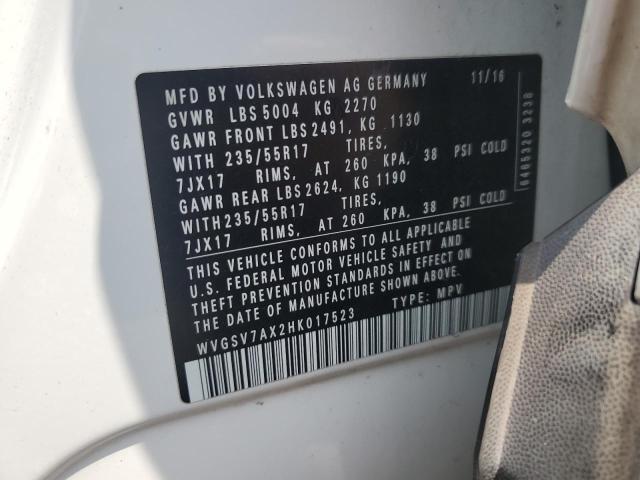 MFD BY VOLKSWAGEN AG GERMANY 11/16
GVWR LBS 5004 KG 2270
GAWR FRONT LBS 2491, KG 1130
WITH 235/55R17 TIRES,
7JX17 RIMS, AT 260 KPA, 38 PSI COLD
GAWR REAR LBS 2624, KG 1190
WITH 235/55R17 TIRES,
7JX17 RIMS, AT 260 KPA, 38 PSI COLD
THIS VEHICLE CONFORMS TO ALL APPLICABLE
U.S. FEDERAL MOTOR VEHICLE SAFETY AND
THEFT PREVENTION STANDARDS IN EFFECT ON
THE DATE OF MANUFACTURE SHOWN ABOVE.
WVGSV7AX2HK017523 TYPE: MPV
6465320 3238